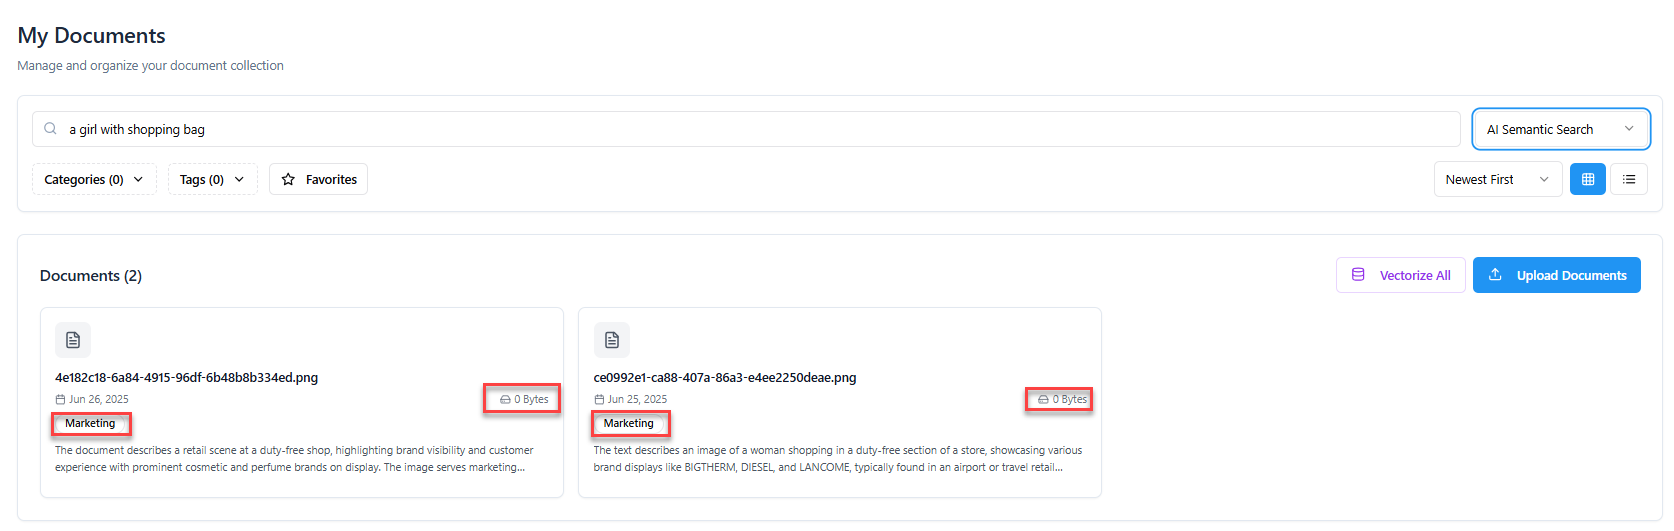 My Documents
Manage and organize your document collection
a girl with shopping bag
AI Semantic Search
Categories (0)
Tags (0)
Favorites
Newest First
Documents (2)
Vectorize All
Upload Documents
4e182c18-6a84-4915-96df-6b48b8b334ed.png
Jun 26, 2025
0 Bytes
Marketing
The document describes a retail scene at a duty-free shop, highlighting brand visibility and customer
experience with prominent cosmetic and perfume brands on display. The image serves marketing...
ce0992e1-ca88-407a-86a3-e4ee2250deae.png
Jun 25, 2025
0 Bytes
Marketing
The text describes an image of a woman shopping in a duty-free section of a store, showcasing various
brand displays like BIGTHERM, DIESEL, and LANCOME, typically found in an airport or travel retail...